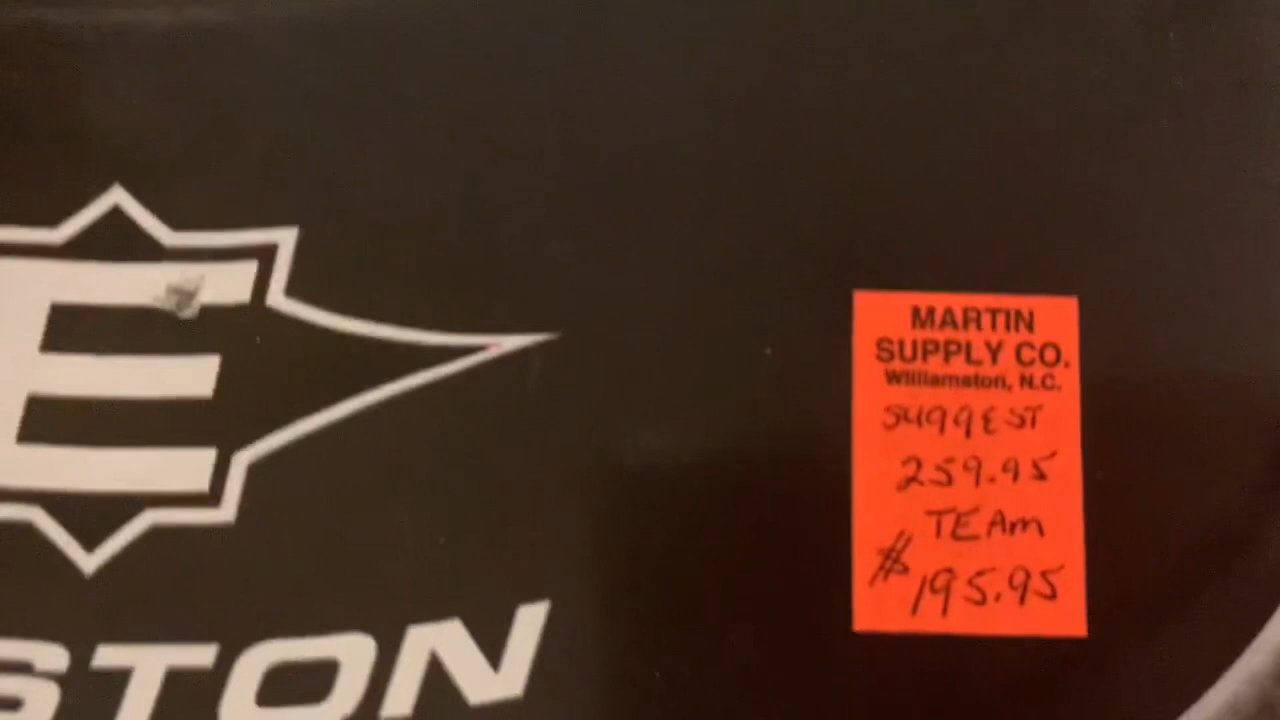 E
STON
MARTIN
SUPPLY CO.
Williamston, N.C.
SUGGEST
259.95
TEAM
$195.95